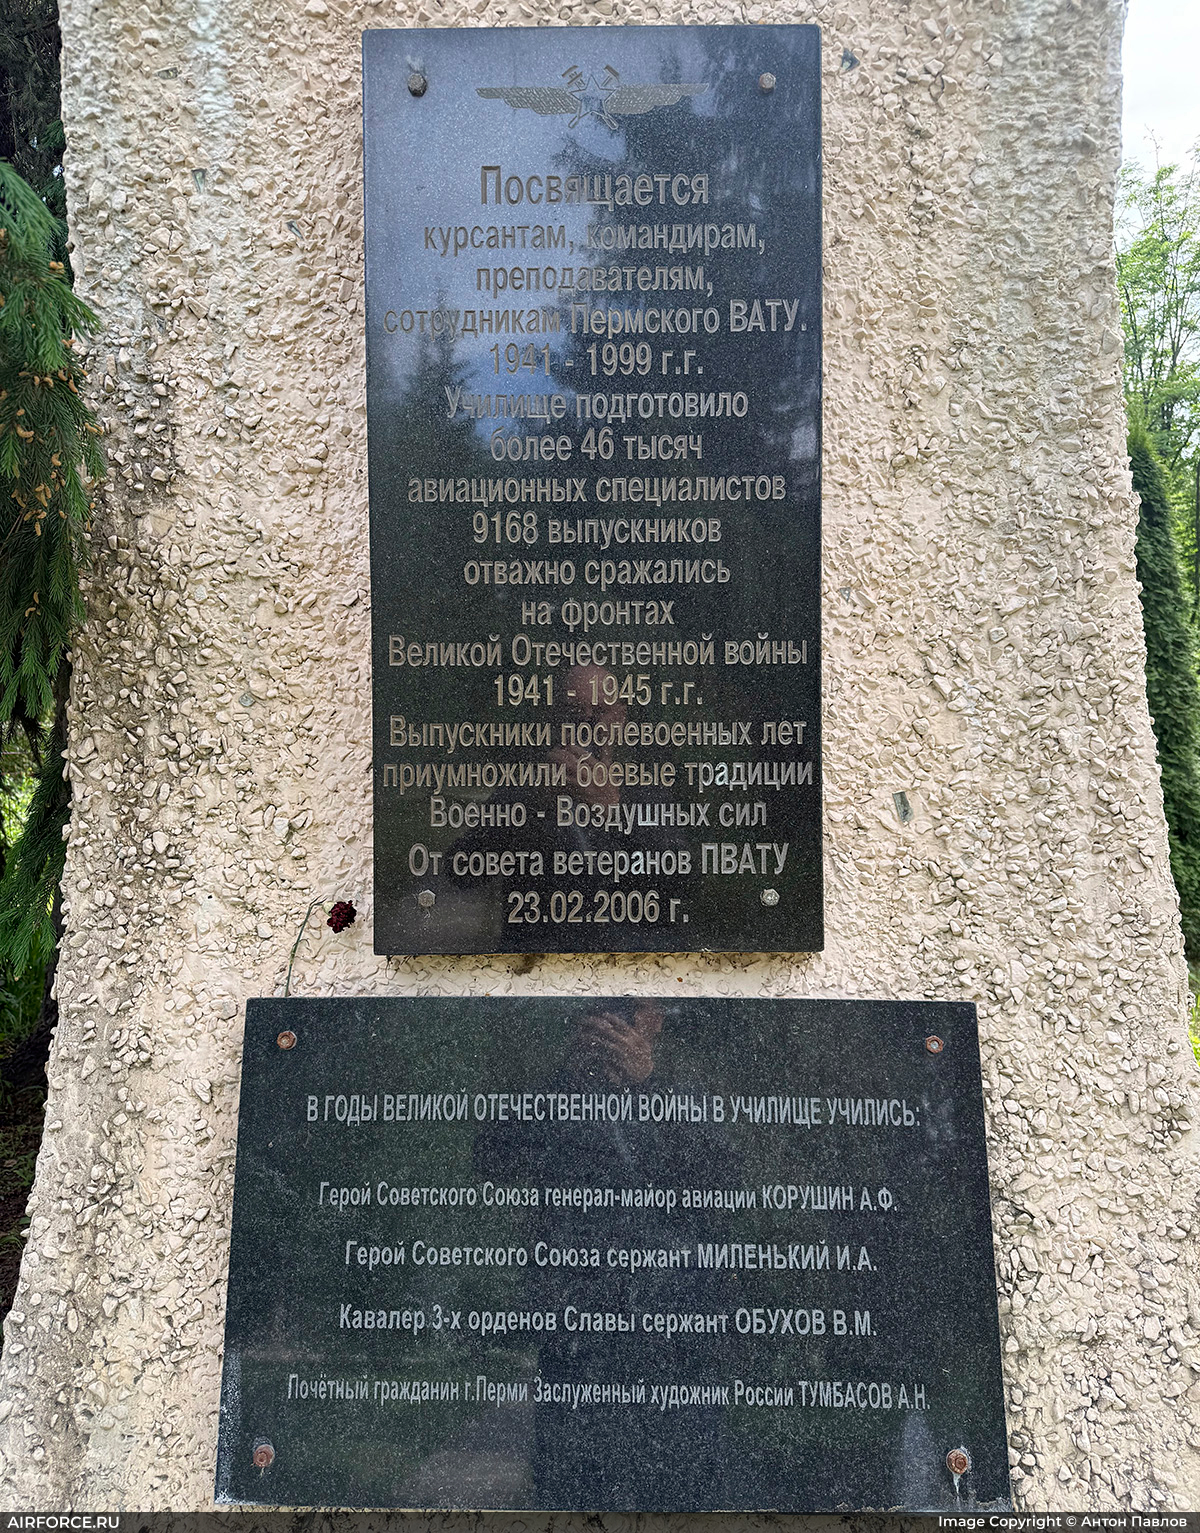 Посвящается
курсантам, командирам,
преподавателям,
сотрудникам Пермского ВАТУ.
1941 - 1999 г.г.
Училище подготовило
более 46 тысяч
авиационных специалистов
9168 выпускников
отважно сражались
на фронтах
Великой Отечественной войны
1941 - 1945 г.г.
Выпускники послевоенных лет
приумножили боевые традиции
Военно - Воздушных сил
От совета ветеранов ПВАТУ
23.02.2006 г.
В ГОДЫ ВЕЛИКОЙ ОТЕЧЕСТВЕННОЙ ВОЙНЫ В УЧИЛИЩЕ УЧИЛИСЬ:
Герой Советского Союза генерал-майор авиации КОРУШИН А.Ф.
Герой Советского Союза сержант МИЛЕНЬКИЙ И.А.
Кавалер 3-х орденов Славы сержант ОБУХОВ В.М.
Почётный гражданин г.Перми Заслуженный художник России ТУМБАСОВ А.Н.
AIRFORCE.RU
Image Copyright © Антон Павлов